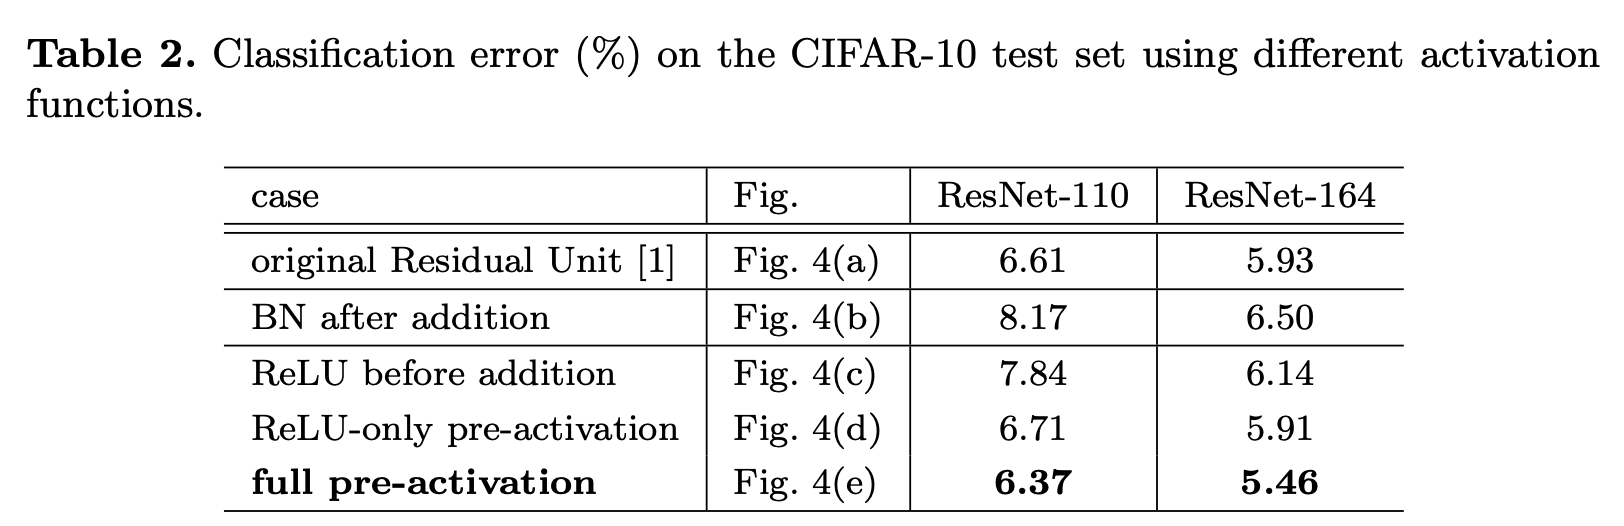 Table 2. Classification error (%) on the CIFAR-10 test set using different activation
functions.
case Fig. ResNet-110 ResNet-164
original Residual Unit [1] Fig. 4(a) 6.61 5.93
BN after addition Fig. 4(b) 8.17 6.50
ReLU before addition Fig. 4(c) 7.84 6.14
ReLU-only pre-activation Fig. 4(d) 6.71 5.91
full pre-activation Fig. 4(e) 6.37 5.46